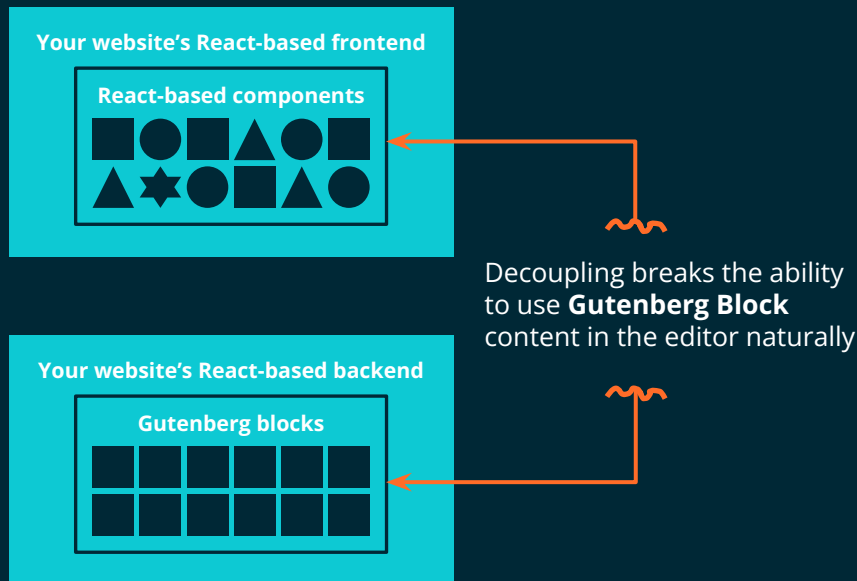 Your website’s React-based frontend
React-based components
Decoupling breaks the ability
to use Gutenberg Block
content in the editor naturally
Your website’s React-based backend
Gutenberg blocks